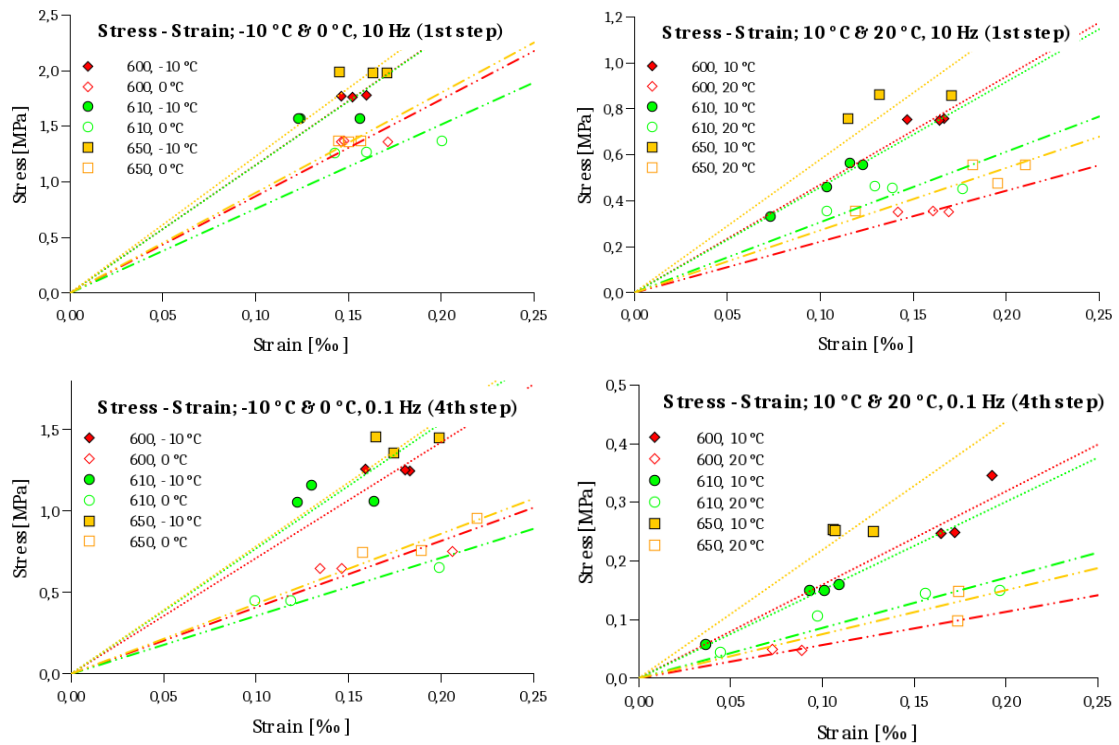 Stress - Strain; -10 °C & 0 °C, 10 Hz (1st step)
2,5
2,0
1,5
1,0
0,5
0,0
Stress [MPa]
600, -10 °C
600, 0 °C
610, -10 °C
610, 0 °C
650, -10 °C
650, 0 °C
0,00 0,05 0,10 0,15 0,20 0,25
Strain [‰]
Stress - Strain; 10 °C & 20 °C, 10 Hz (1st step)
1,2
1,0
0,8
0,6
0,4
0,2
0,0
Stress [MPa]
600, 10 °C
600, 20 °C
610, 10 °C
610, 20 °C
650, 10 °C
650, 20 °C
0,00 0,05 0,10 0,15 0,20 0,25
Strain [‰]
Stress - Strain; -10 °C & 0 °C, 0.1 Hz (4th step)
1,5
1,0
0,5
0,0
Stress [MPa]
600, -10 °C
600, 0 °C
610, -10 °C
610, 0 °C
650, -10 °C
650, 0 °C
0,00 0,05 0,10 0,15 0,20 0,25
Strain [‰]
Stress - Strain; 10 °C & 20 °C, 0.1 Hz (4th step)
0,5
0,4
0,3
0,2
0,1
0,0
Stress [MPa]
600, 10 °C
600, 20 °C
610, 10 °C
610, 20 °C
650, 10 °C
650, 20 °C
0,00 0,05 0,10 0,15 0,20 0,25
Strain [‰]